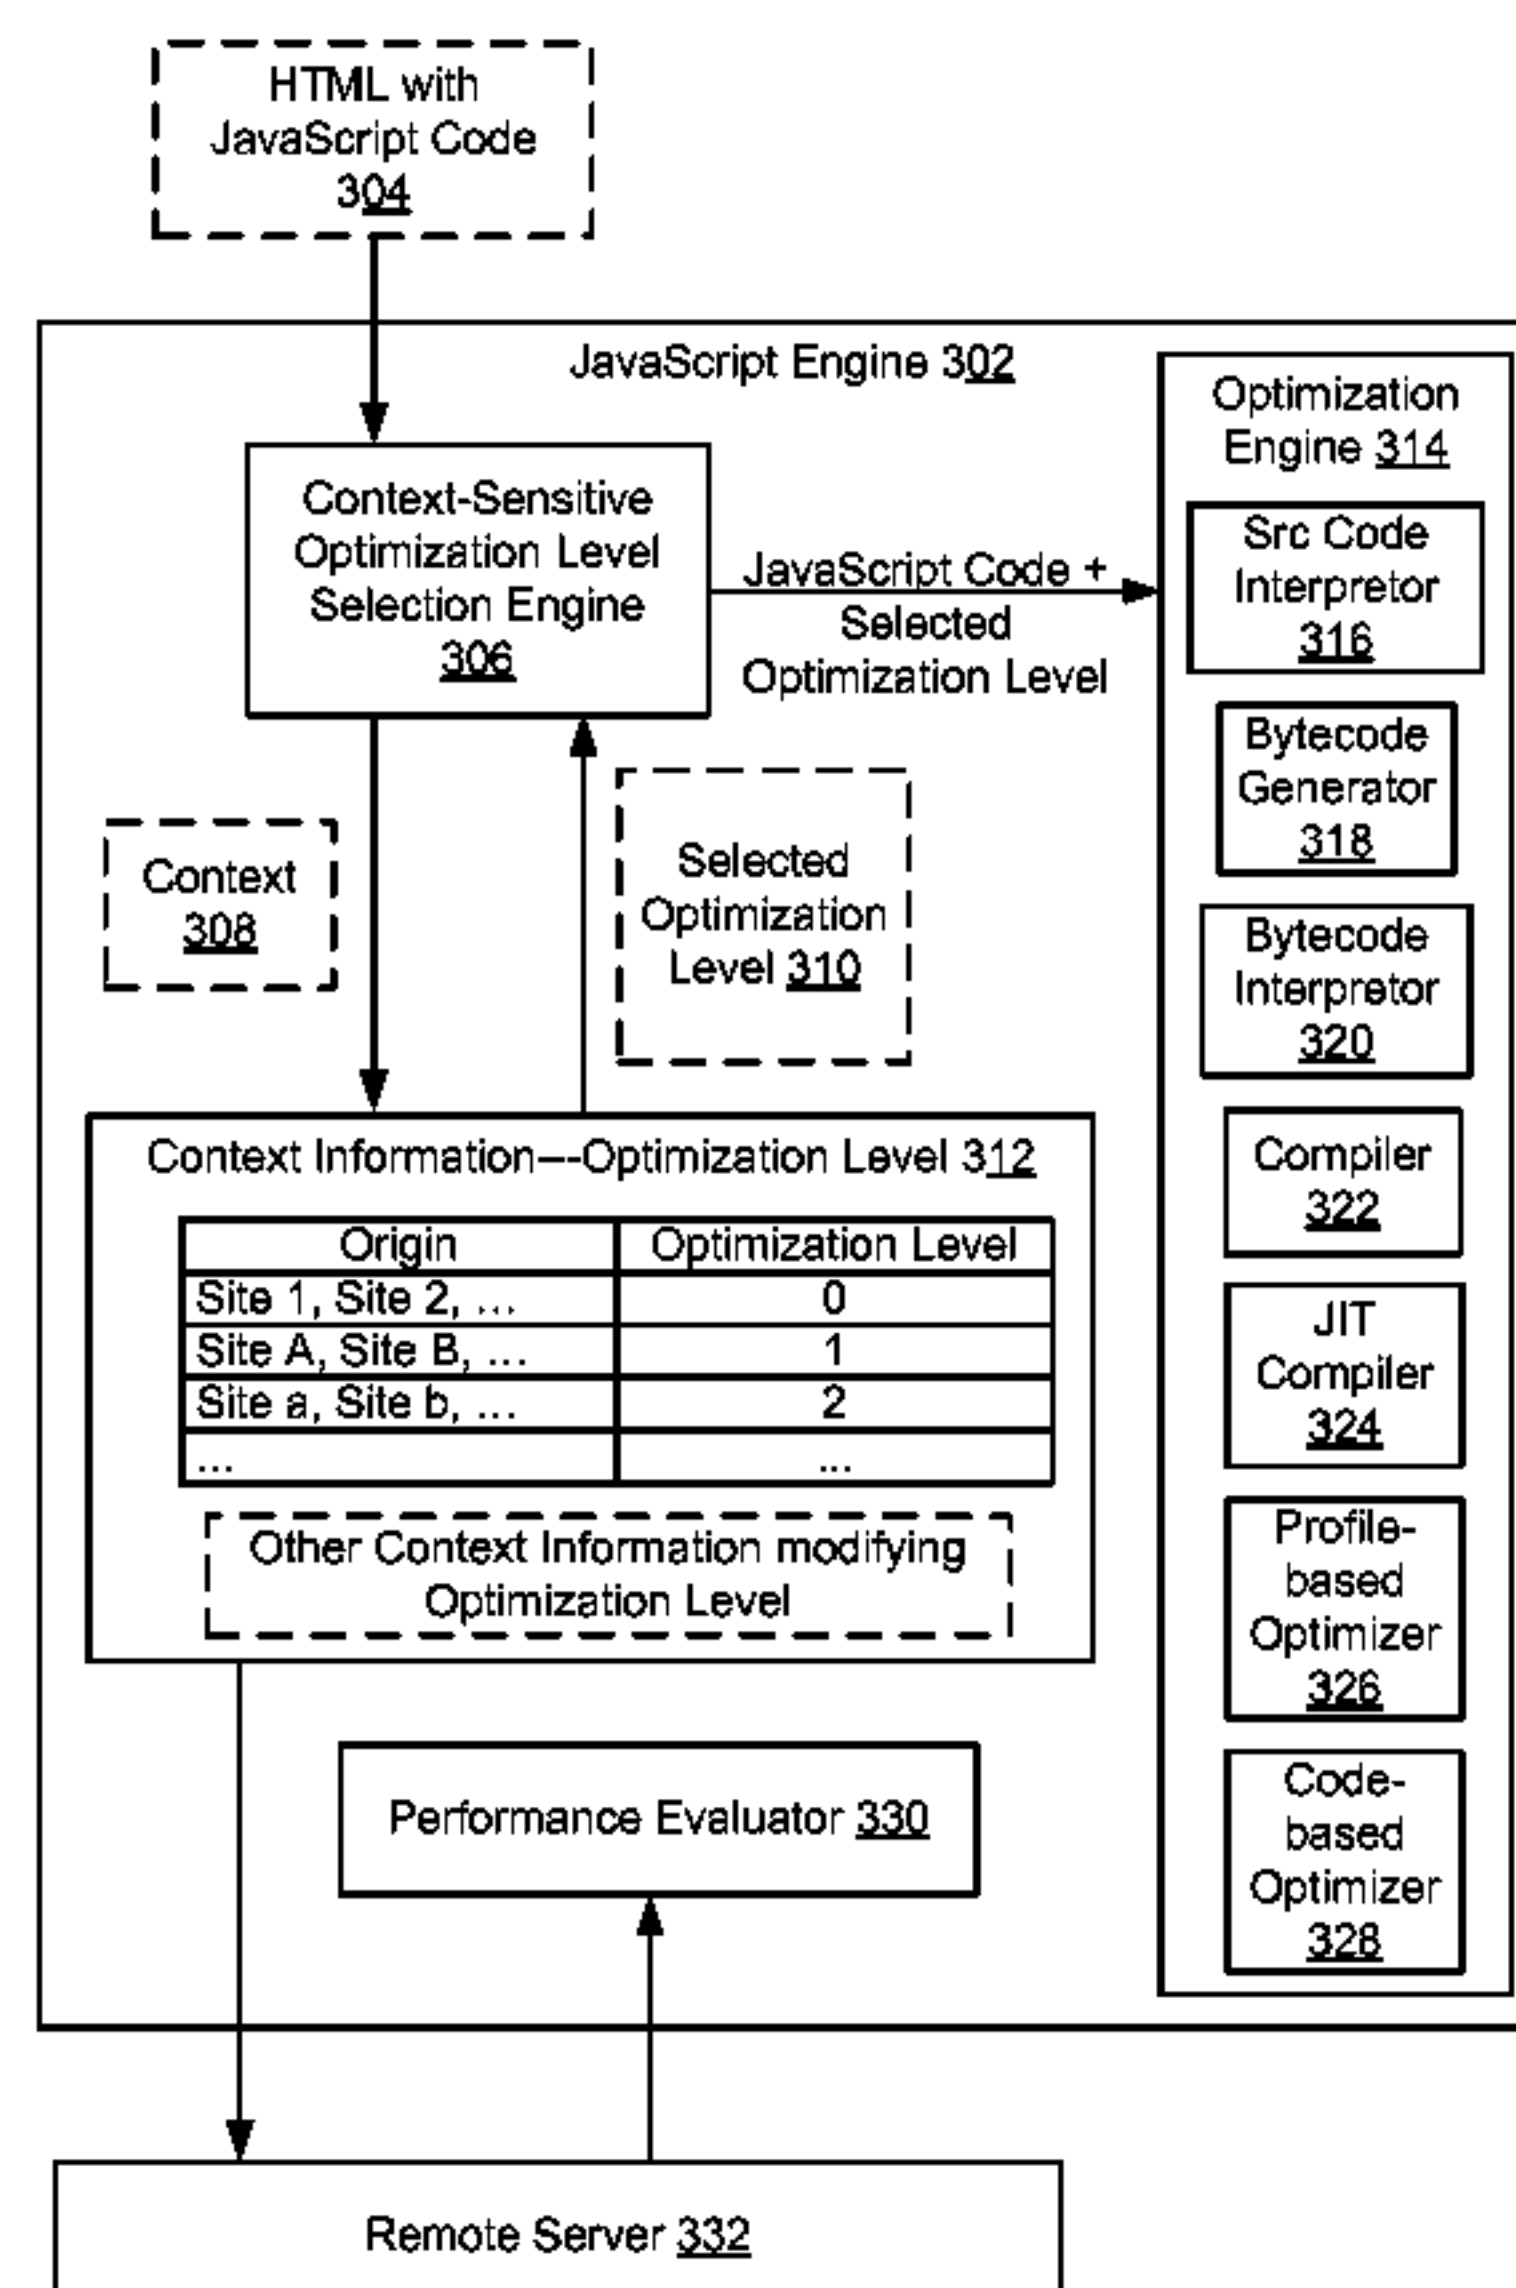 HTML with
JavaScript Code
304
JavaScript Engine 302
Context-Sensitive
Optimization Level
Selection Engine
306
JavaScript Code +
Selected
Optimization Level
Context
308
Selected
Optimization
Level 310
Context Information---Optimization Level 312
Origin Optimization Level
Site 1, Site 2, ... 0
Site A, Site B, ... 1
Site a, Site b, ... 2
... ...
Other Context Information modifying
Optimization Level
Performance Evaluator 330
Remote Server 332
Optimization
Engine 314
Src Code
Interpretor
316
Bytecode
Generator
318
Bytecode
Interpretor
320
Compiler
322
JIT
Compiler
324
Profile-
based
Optimizer
326
Code-
based
Optimizer
328